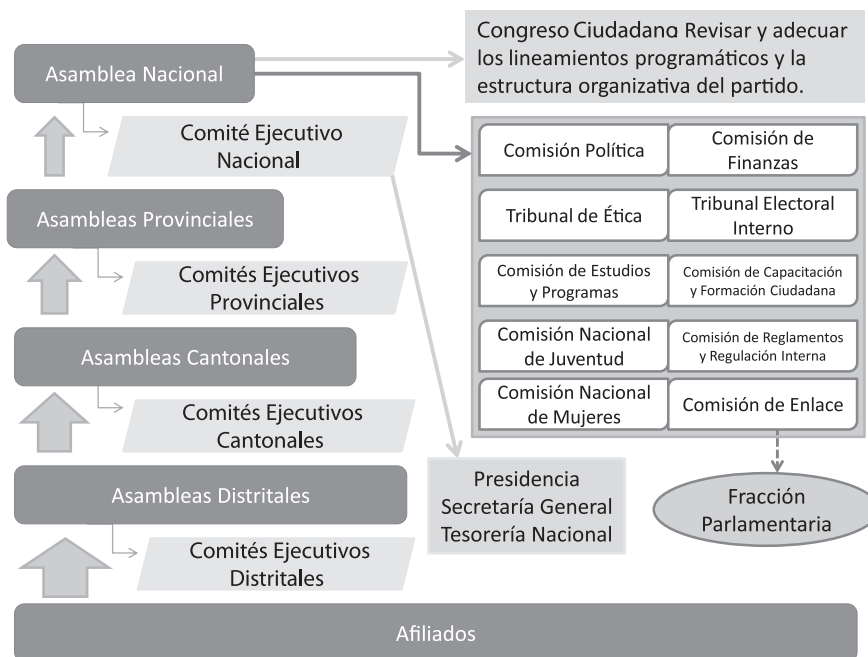 Congreso Ciudadano Revisar y adecuar
los lineamientos programáticos y la
estructura organizativa del partido.
Asamblea Nacional
Comité Ejecutivo
Nacional
Comisión Política
Comisión de
Finanzas
Tribunal de Ética
Tribunal Electoral
Interno
Comisión de Estudios
y Programas
Comisión de Capacitación
y Formación Ciudadana
Comisión Nacional
de Juventud
Comisión de Reglamentos
y Regulación Interna
Comisión Nacional
de Mujeres
Comisión de Enlace
Asambleas Provinciales
Comités Ejecutivos
Provinciales
Asambleas Cantonales
Comités Ejecutivos
Cantonales
Presidencia
Secretaría General
Tesorería Nacional
Fracción
Parlamentaria
Asambleas Distritales
Comités Ejecutivos
Distritales
Afiliados